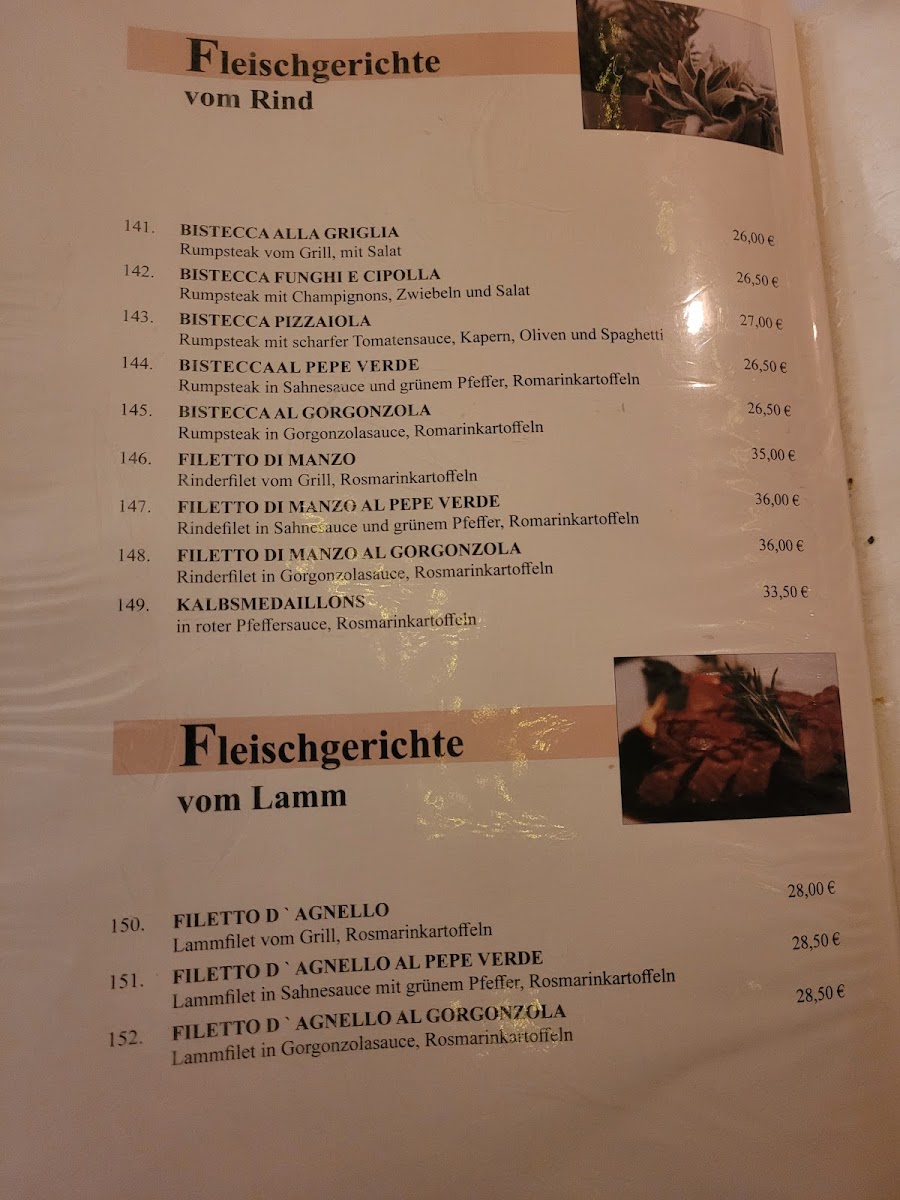 Fleischgerichte
vom Rind
141. BISTECCA ALLA GRIGLIA 26,00 €
Rumpsteak vom Grill, mit Salat
142. BISTECCA FUNGHI E CIPOLLA 26,50 €
Rumpsteak mit Champignons, Zwiebeln und Salat
143. BISTECCA PIZZAIOLA 27,00 €
Rumpsteak mit scharfer Tomatensauce, Kapern, Oliven und Spaghetti
144. BISTECCAAL PEPE VERDE 26,50 €
Rumpsteak in Sahnesauce und grünem Pfeffer, Romarinkartoffeln
145. BISTECCA AL GORGONZOLA 26,50 €
Rumpsteak in Gorgonzolasauce, Romarinkartoffeln
146. FILETTO DI MANZO 35,00 €
Rinderfilet vom Grill, Rosmarinkartoffeln
147. FILETTO DI MANZO AL PEPE VERDE 36,00 €
Rindefilet in Sahnesauce und grünem Pfeffer, Romarinkartoffeln
148. FILETTO DI MANZO AL GORGONZOLA 36,00 €
Rinderfilet in Gorgonzolasauce, Rosmarinkartoffeln
149. KALBSMEDAILLONS 33,50 €
in roter Pfeffersauce, Rosmarinkartoffeln
Fleischgerichte
vom Lamm
150. FILETTO D ` AGNELLO 28,00 €
Lammfilet vom Grill, Rosmarinkartoffeln
151. FILETTO D ` AGNELLO AL PEPE VERDE 28,50 €
Lammfilet in Sahnesauce mit grünem Pfeffer, Rosmarinkartoffeln
152. FILETTO D ` AGNELLO AL GORGONZOLA 28,50 €
Lammfilet in Gorgonzolasauce, Rosmarinkartoffeln